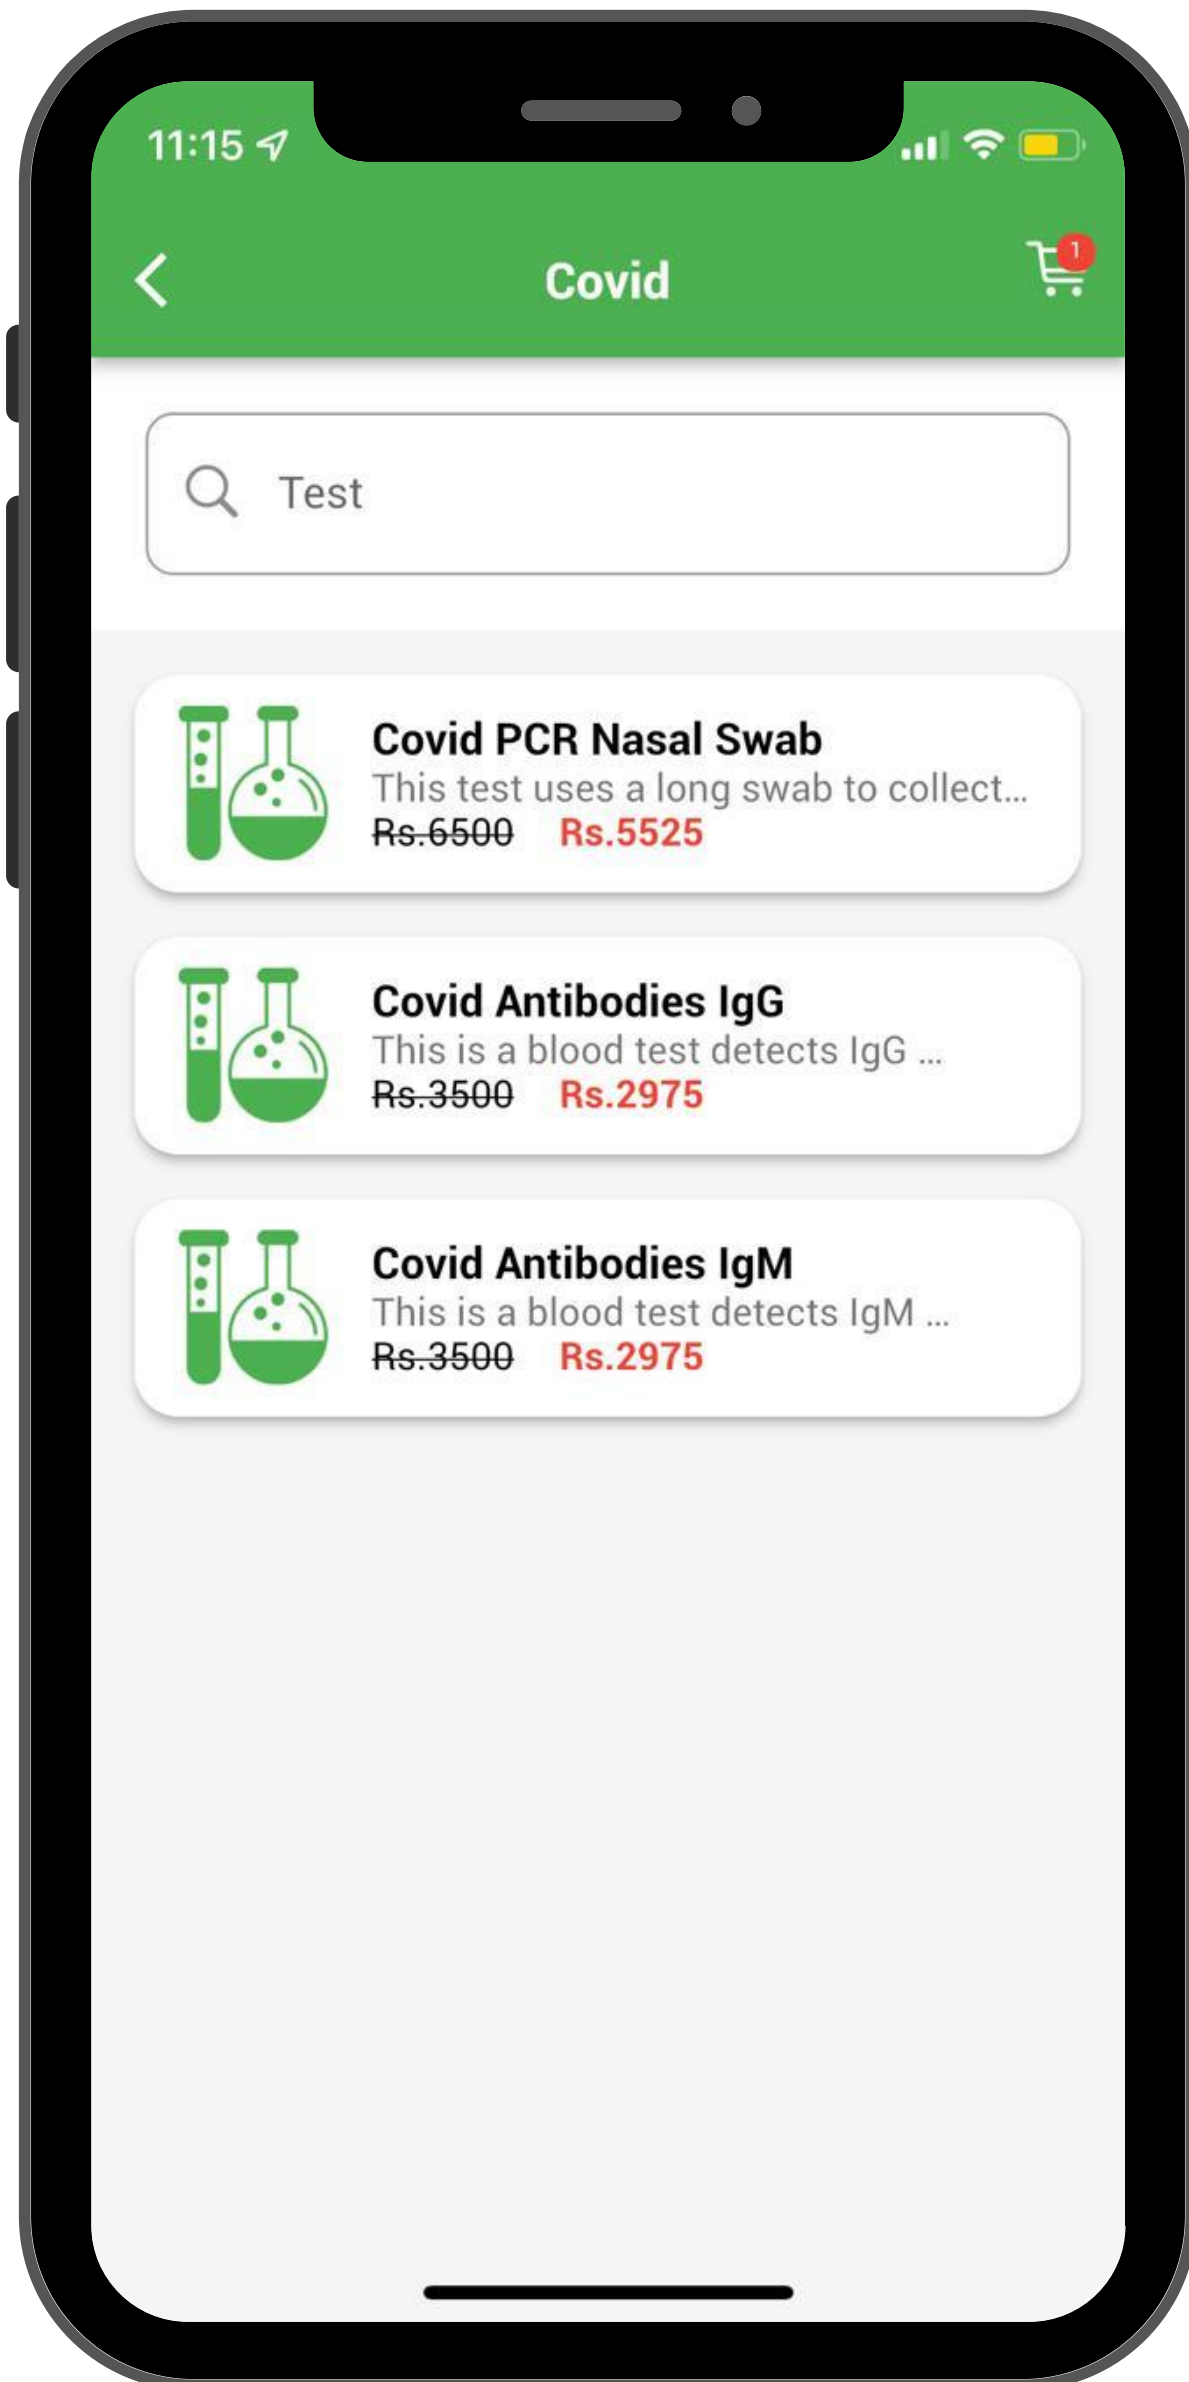 11:15
Covid
1
Test
Covid PCR Nasal Swab
This test uses a long swab to collect...
Rs.6500 Rs.5525
Covid Antibodies IgG
This is a blood test detects IgG ...
Rs.3500 Rs.2975
Covid Antibodies IgM
This is a blood test detects IgM ...
Rs.3500 Rs.2975